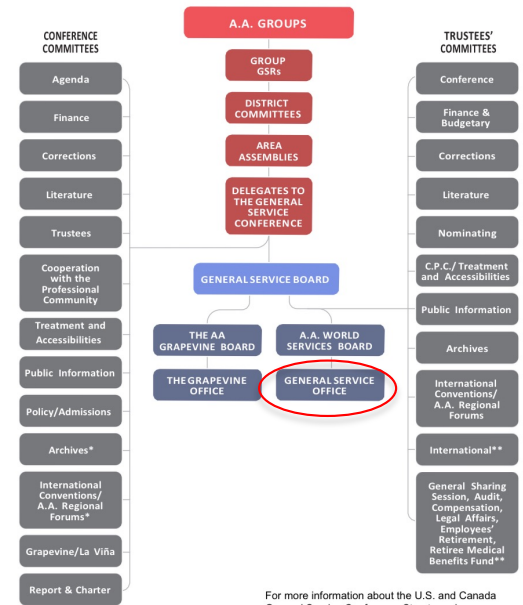 A.A. GROUPS
CONFERENCE
COMMITTEES
Agenda
Finance
Corrections
Literature
Trustees
Cooperation
with the
Professional
Community
Treatment and
Accessibilities
Public Information
Policy/Admissions
Archives*
International
Conventions/
A.A. Regional
Forums*
Grapevine/La Viña
Report & Charter
GROUP
GSRs
DISTRICT
COMMITTEES
AREA
ASSEMBLIES
DELEGATES TO
THE GENERAL
SERVICE
CONFERENCE
GENERAL SERVICE BOARD
THE AA
GRAPEVINE BOARD
A.A. WORLD
SERVICES BOARD
THE GRAPEVINE
OFFICE
GENERAL SERVICE
OFFICE
TRUSTEES'
COMMITTEES
Conference
Finance &
Budgetary
Corrections
Literature
Nominating
C.P.C./ Treatment
and Accessibilities
Public Information
Archives
International
Conventions/
A.A. Regional
Forums
International**
General Sharing
Session, Audit,
Compensation,
Legal Affairs,
Employees'
Retirement,
Retiree Medical
Benefits Fund**
For more information about the U.S. and Canada